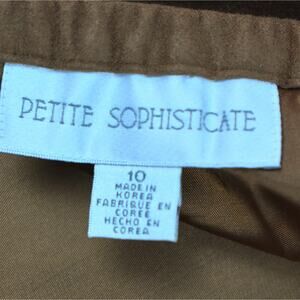 PETITE SOPHISTICATE
10
MADE IN
KOREA
FABRIQUE EN
COREE
HECHO EN
COREA